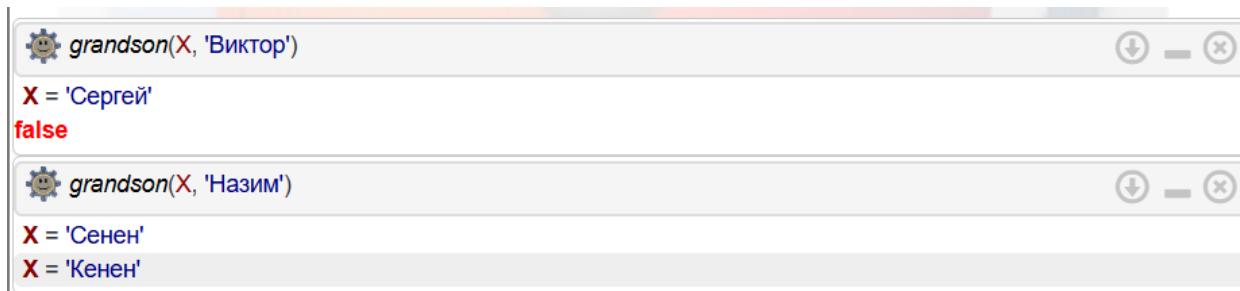 grandson(X, 'Виктор')
X = 'Сергей'
false
grandson(X, 'Назим')
X = 'Сенен'
X = 'Кенен'